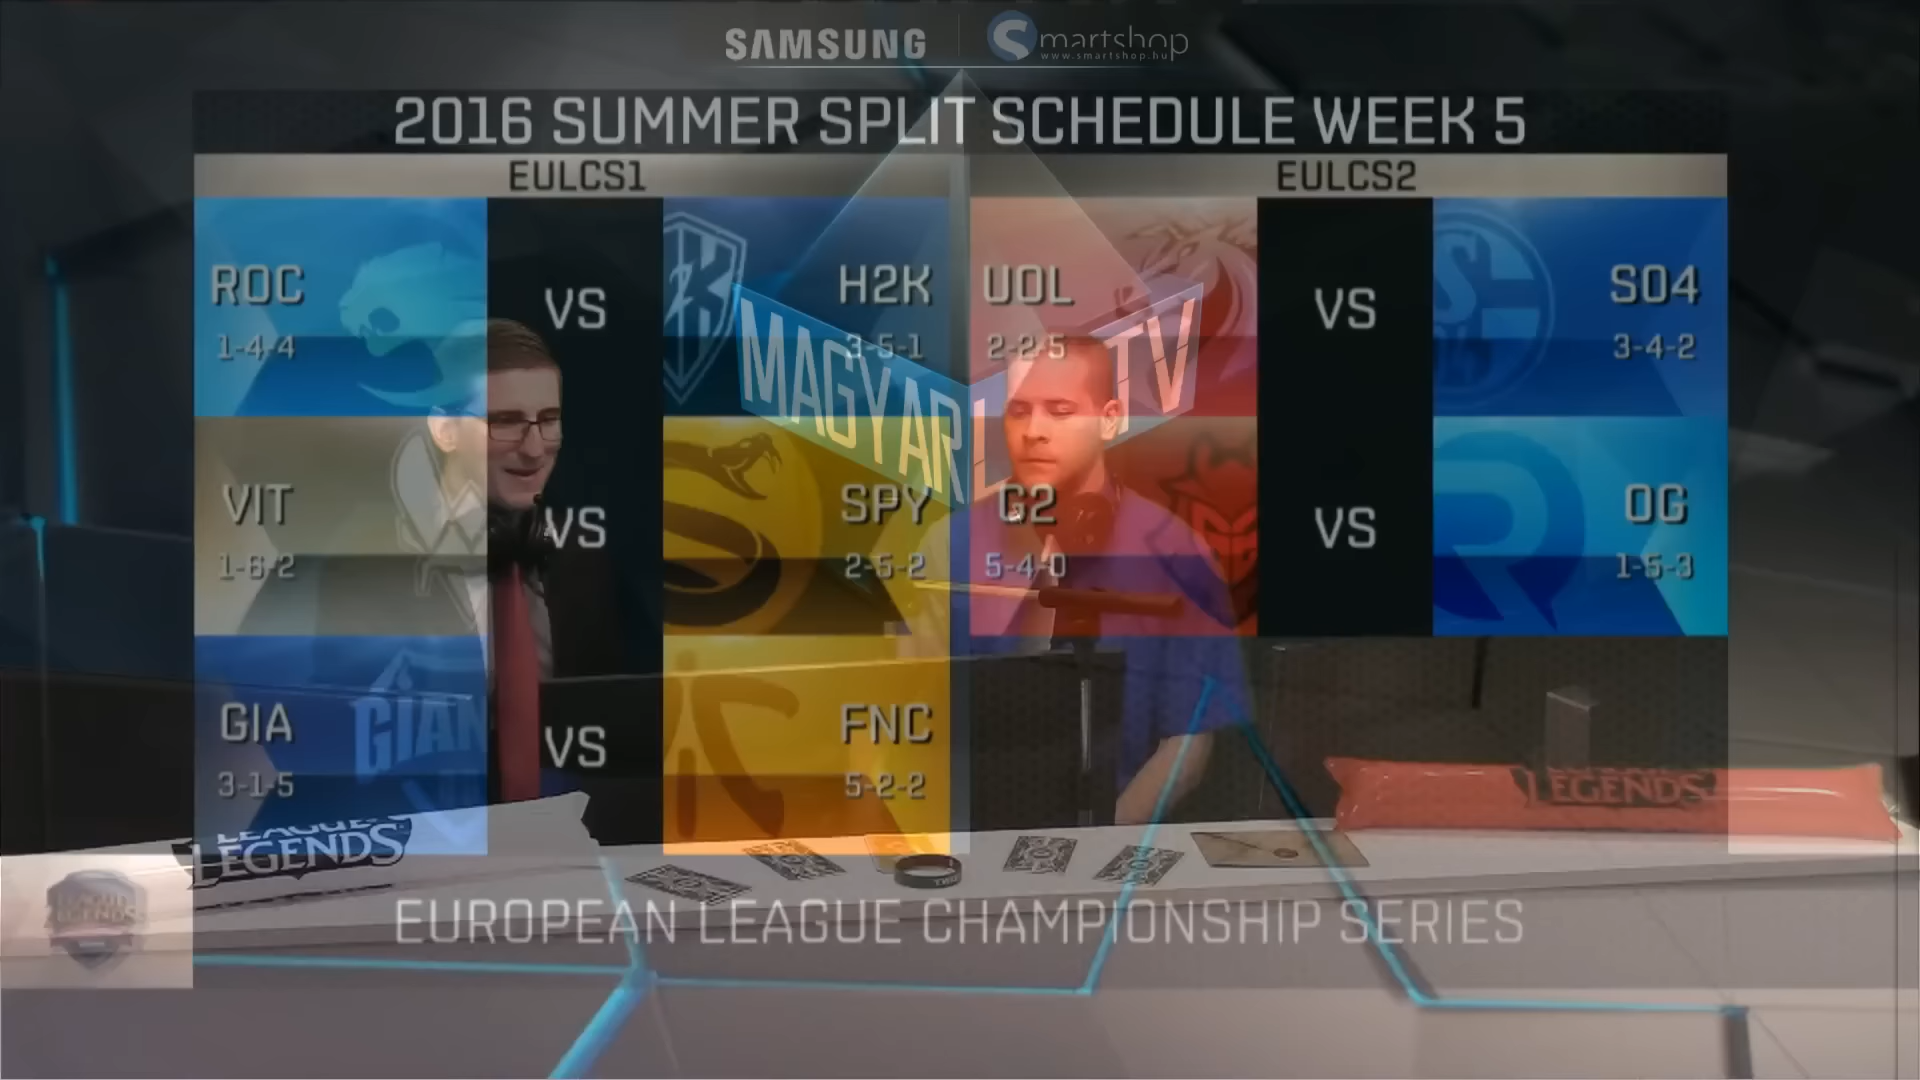 SAMSUNG
Smartshop
www.smartshop.hu
2016 SUMMER SPLIT SCHEDULE WEEK 5
EULCS1
EULCS2
ROC
1-4-4
VS
H2K
3-5-1
UOL
2-2-5
VS
S04
3-4-2
MAGYAR
TV
VIT
1-6-2
VS
SPY
2-5-2
G2
5-4-0
VS
OG
1-5-3
GIA
3-1-5
GIAN
VS
FNC
5-2-2
LEAGUE
LEGENDS
LEGENDS
EUROPEAN LEAGUE CHAMPIONSHIP SERIES